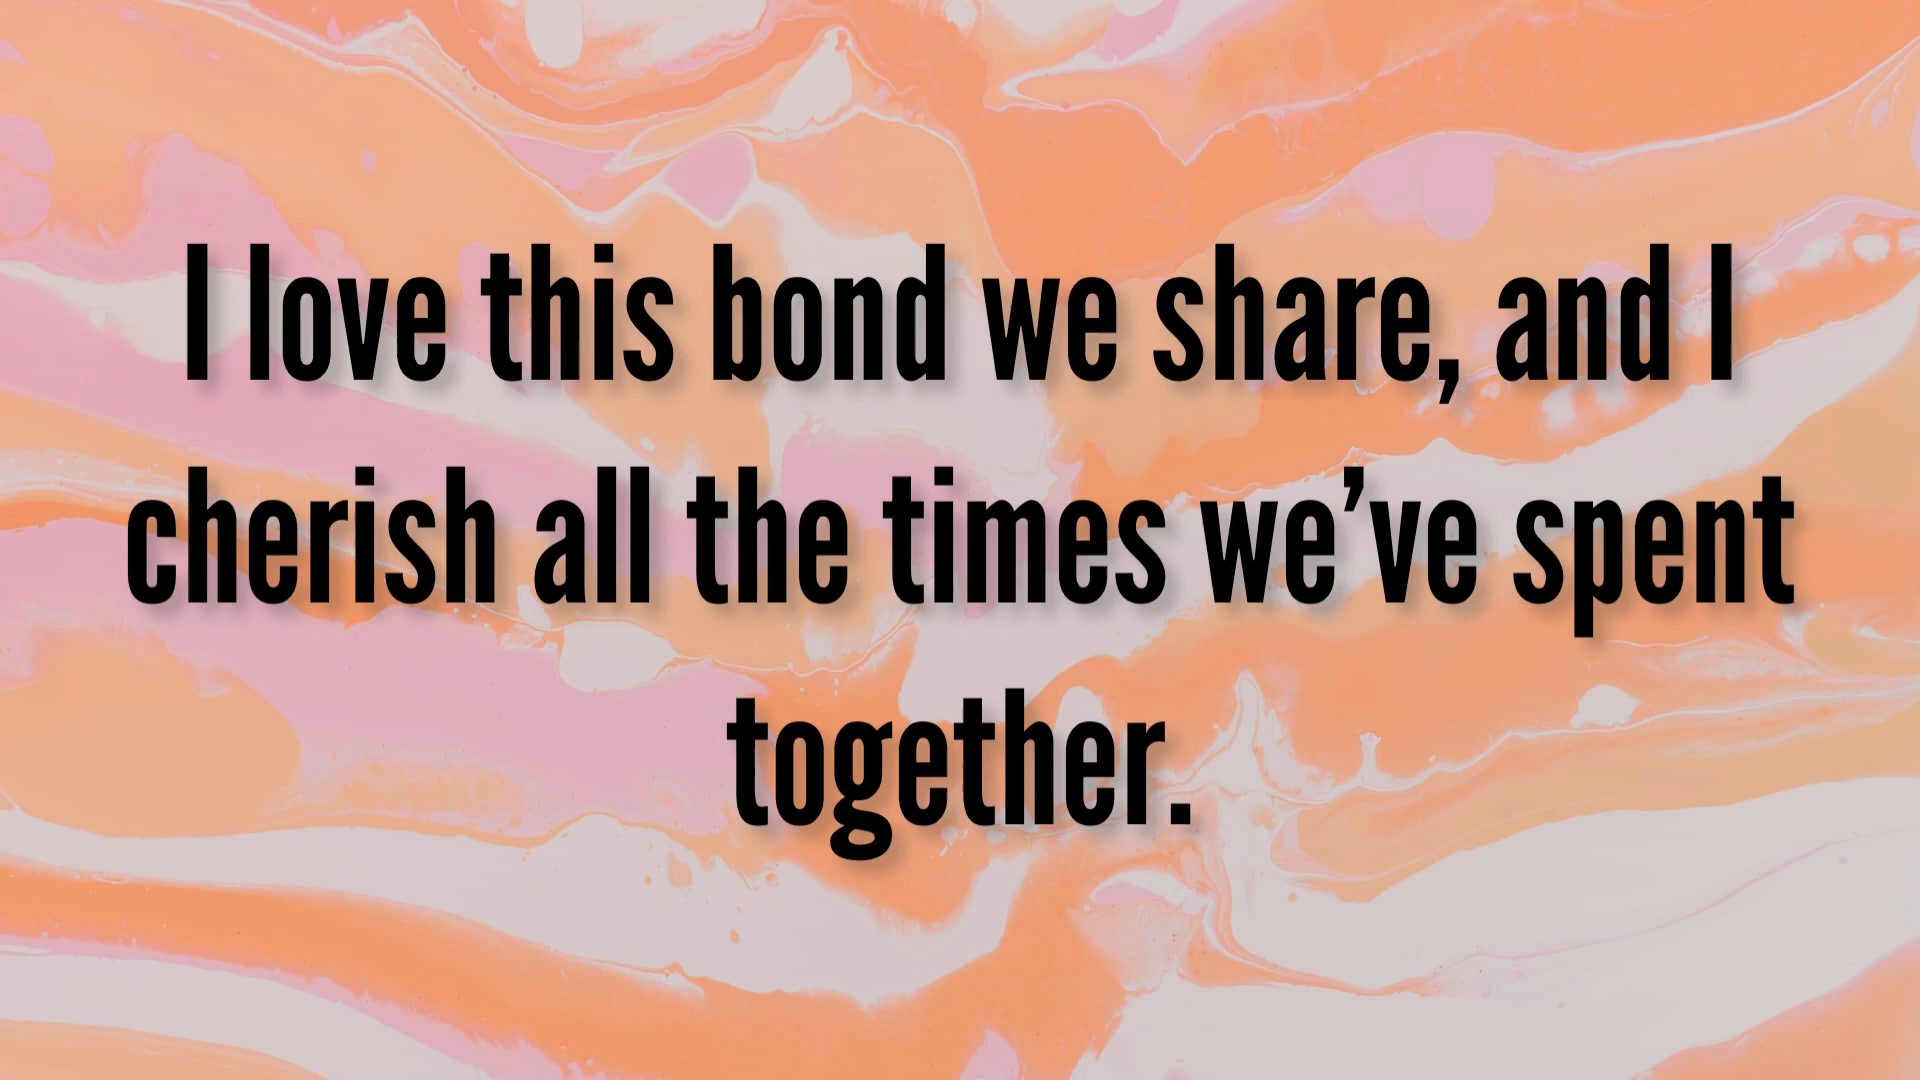 I love this bond we share, and I
cherish all the times we’ve spent
together.